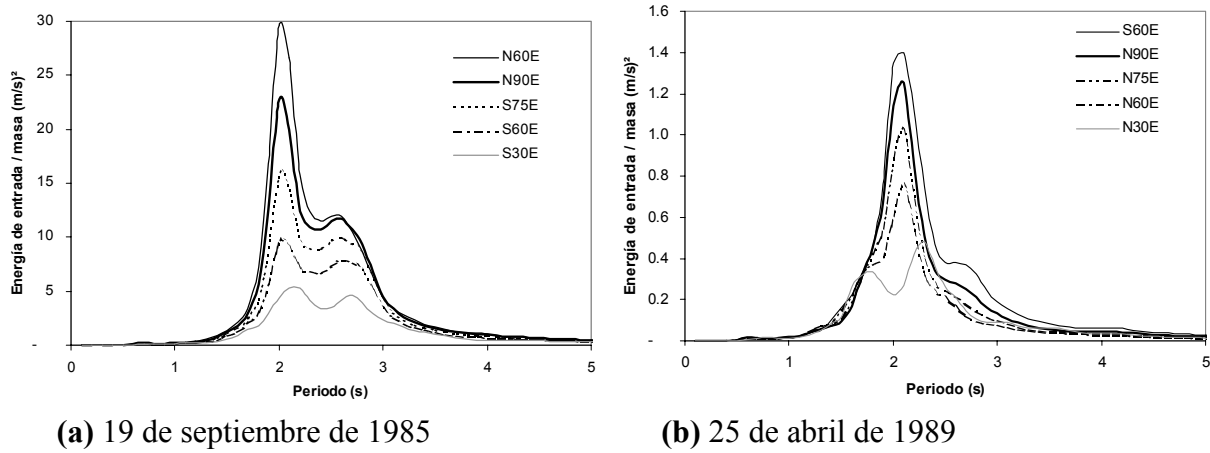 30
25
20
15
10
5
-
Energía de entrada / masa (m/s)²
N60E
N90E
S75E
S60E
S30E
0 1 2 3 4 5
Periodo (s)
(a) 19 de septiembre de 1985
1.6
1.4
1.2
1.0
0.8
0.6
0.4
0.2
-
Energía de entrada / masa (m/s)²
S60E
N90E
N75E
N60E
N30E
0 1 2 3 4 5
Periodo (s)
(b) 25 de abril de 1989